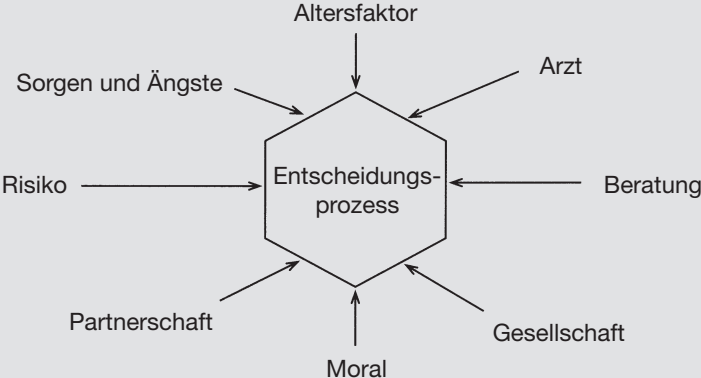 Altersfaktor
Arzt
Sorgen und Ängste
Entscheidungs-
prozess
Risiko
Beratung
Partnerschaft
Gesellschaft
Moral